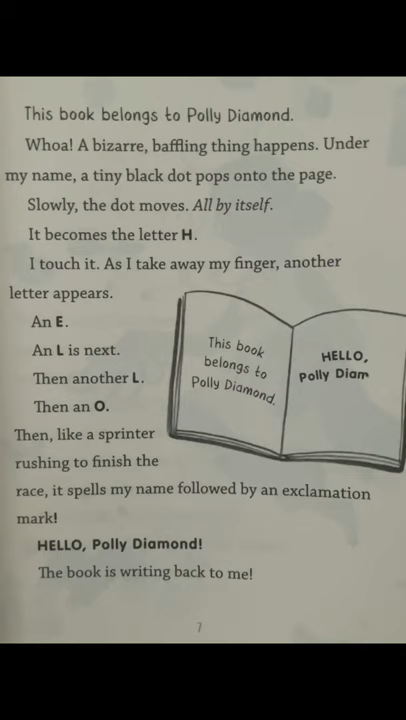 This book belongs to Polly Diamond.
Whoa! A bizarre, baffling thing happens. Under
my name, a tiny black dot pops onto the page.
Slowly, the dot moves. All by itself.
It becomes the letter H.
I touch it. As I take away my finger, another
letter appears.
An E.
An L is next.
Then another L.
Then an O.
Then, like a sprinter
rushing to finish the
race, it spells my name followed by an exclamation
mark!
This book
belongs to
Polly Diamond.
HELLO,
Polly Diam
HELLO, Polly Diamond!
The book is writing back to me!
7